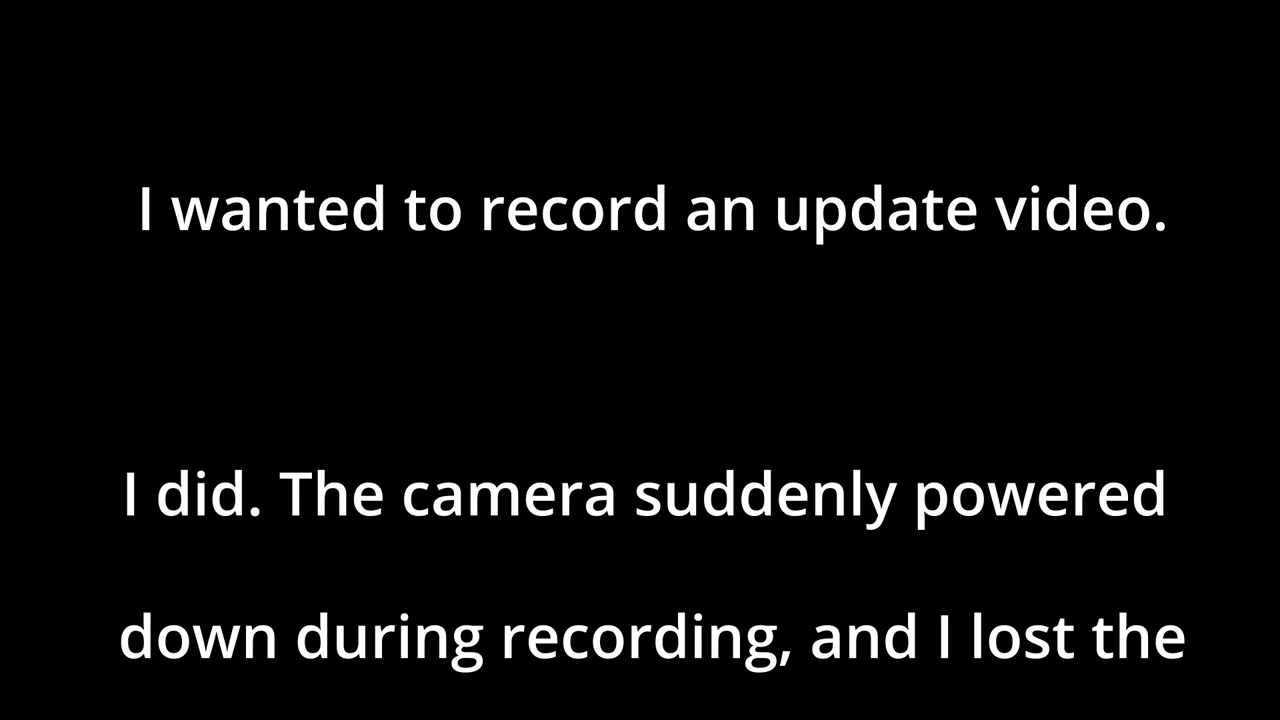 I wanted to record an update video.
I did. The camera suddenly powered
down during recording, and I lost the